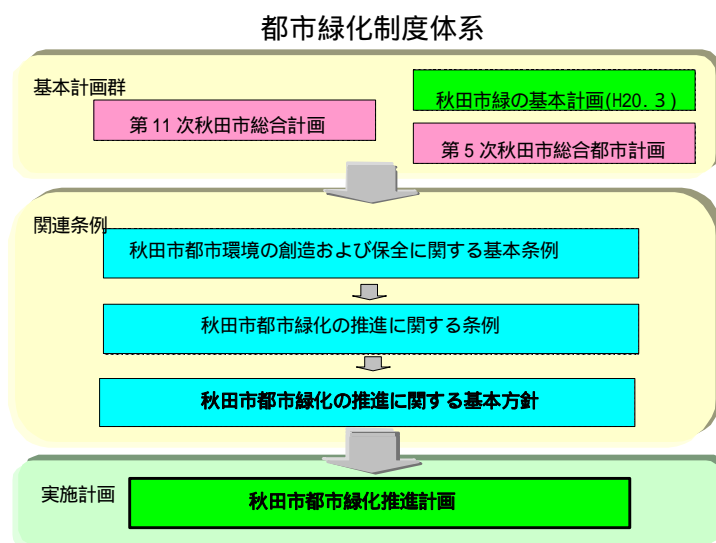 都市緑化制度体系
基本計画群
秋田市緑の基本計画(H20.3)
第11次秋田市総合計画
第5次秋田市総合都市計画
関連条例
秋田市都市環境の創造および保全に関する基本条例
秋田市都市緑化の推進に関する条例
秋田市都市緑化の推進に関する基本方針
実施計画
秋田市都市緑化推進計画